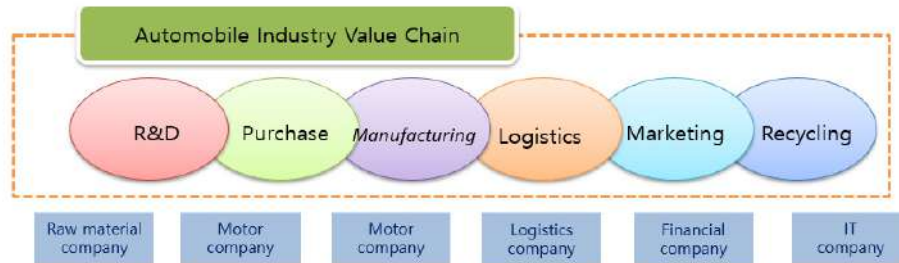 Automobile Industry Value Chain
R&D
Purchase
Manufacturing
Logistics
Marketing
Recycling
Raw material
company
Motor
company
Motor
company
Logistics
company
Financial
company
IT
company